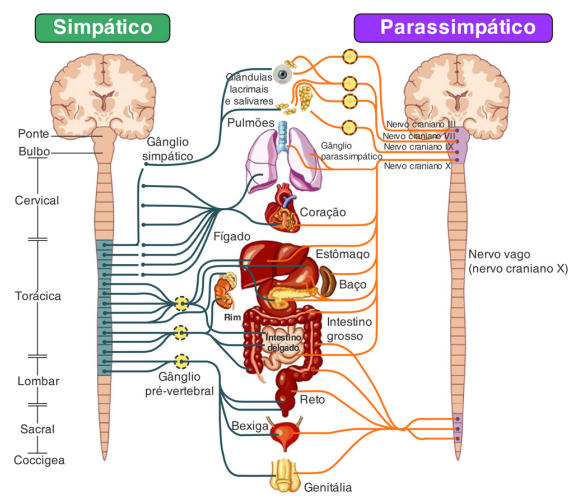 Simpático
Parassimpático
Glândulas
lacrimais
e salivares
Pulmões
Gânglio
simpático
Gânglio
parassimpático
Nervo craniano III
Nervo craniano VII
Nervo craniano IX
Nervo craniano X
Ponte
Bulbo
Cervical
Coração
Fígado
Estômago
Baço
Nervo vago
(nervo craniano X)
Torácica
Rim
Intestino
grosso
Intestino
delgado
Gânglio
pré-vertebral
Lombar
Reto
Sacral
Bexiga
Coccigea
Genitália